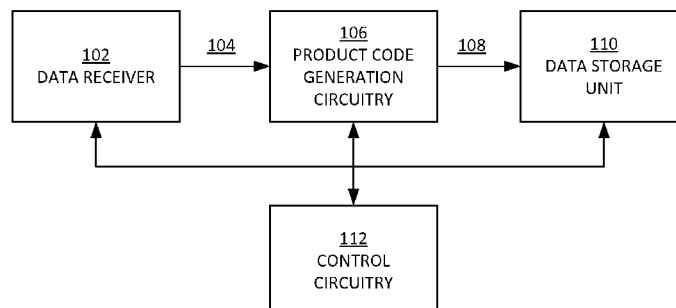 102
DATA RECEIVER
104
106
PRODUCT CODE
GENERATION
CIRCUITRY
108
110
DATA STORAGE
UNIT
112
CONTROL
CIRCUITRY